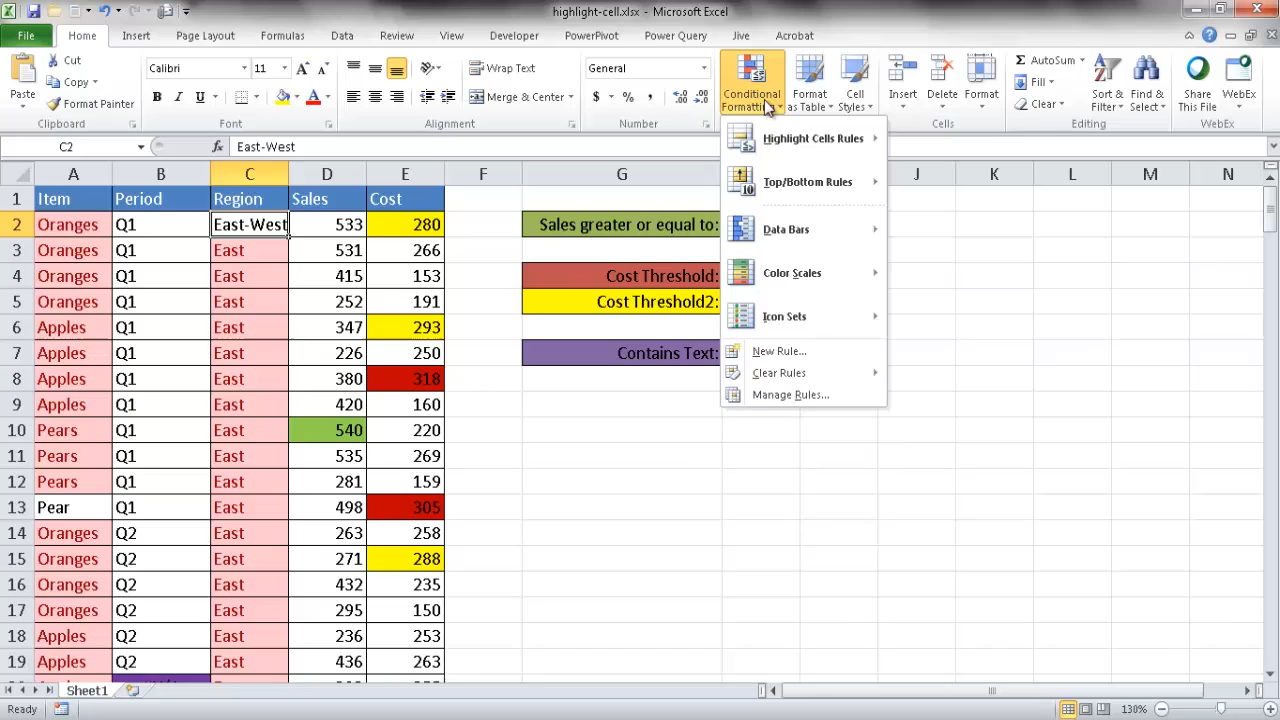 highlight-cell.xlsx - Microsoft Excel
File Home Insert Page Layout Formulas Data Review View Developer PowerPivot Power Query Jive Acrobat
Paste
Cut
Copy
Format Painter
Clipboard
Calibri 11
B I U A
Font
Wrap Text
Merge & Center
Alignment
General
$ % ,
Number
Conditional Formatting
Format as Table
Cell Styles
Insert
Delete
Format
Cells
AutoSum
Fill
Clear
Sort & Filter
Find & Select
Editing
Share This File
WebEx
WebEx
C2 fx East-West
Highlight Cells Rules
Top/Bottom Rules
Data Bars
Color Scales
Icon Sets
New Rule...
Clear Rules
Manage Rules...
A B C D E F G J K L M N
1 Item Period Region Sales Cost
2 Oranges Q1 East-West 533 280 Sales greater or equal to:
3 Oranges Q1 East 531 266
4 Oranges Q1 East 415 153 Cost Threshold:
5 Oranges Q1 East 252 191 Cost Threshold2:
6 Apples Q1 East 347 293
7 Apples Q1 East 226 250 Contains Text:
8 Apples Q1 East 380 318
9 Apples Q1 East 420 160
10 Pears Q1 East 540 220
11 Pears Q1 East 535 269
12 Pears Q1 East 281 159
13 Pear Q1 East 498 305
14 Oranges Q2 East 263 258
15 Oranges Q2 East 271 288
16 Oranges Q2 East 432 235
17 Oranges Q2 East 295 150
18 Apples Q2 East 236 253
19 Apples Q2 East 436 263
Sheet1
Ready 130%